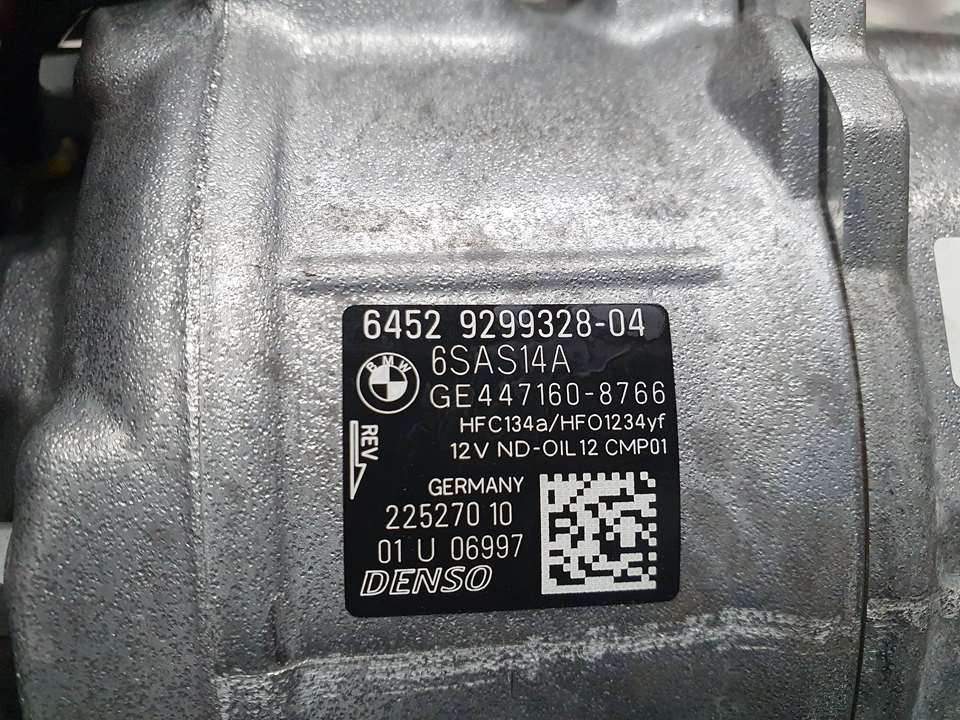 6452 9299328-04
BMW
6SAS14A
GE447160-8766
HFC134a/HFO1234yf
12V ND-OIL12 CMP01
REV
GERMANY
225270 10
01 U 06997
DENSO